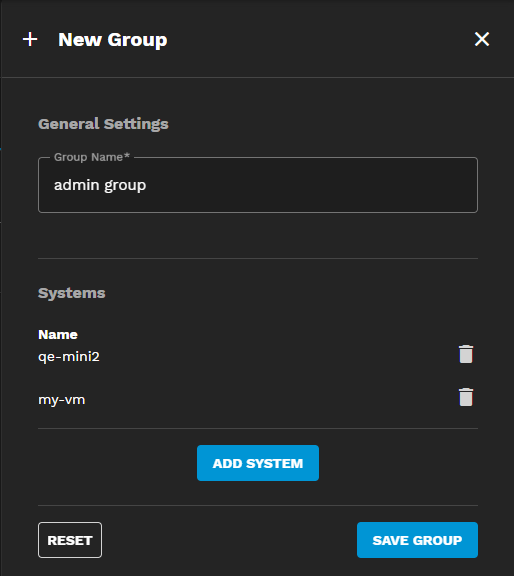 New Group
General Settings
Group Name*
admin group
Systems
Name
qe-mini2
my-vm
ADD SYSTEM
RESET
SAVE GROUP